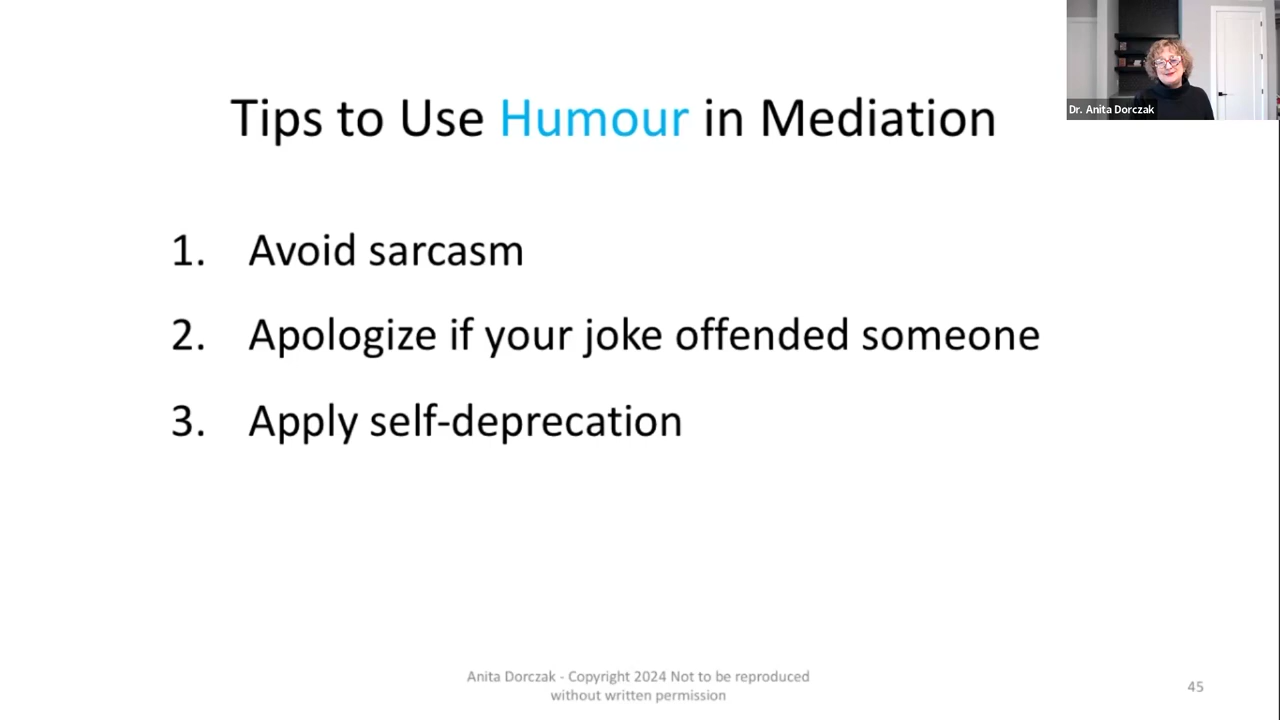 Tips to Use Humour in Mediation
Dr. Anita Dorczak
1. Avoid sarcasm
2. Apologize if your joke offended someone
3. Apply self-deprecation
Anita Dorczak - Copyright 2024 Not to be reproduced
without written permission
45